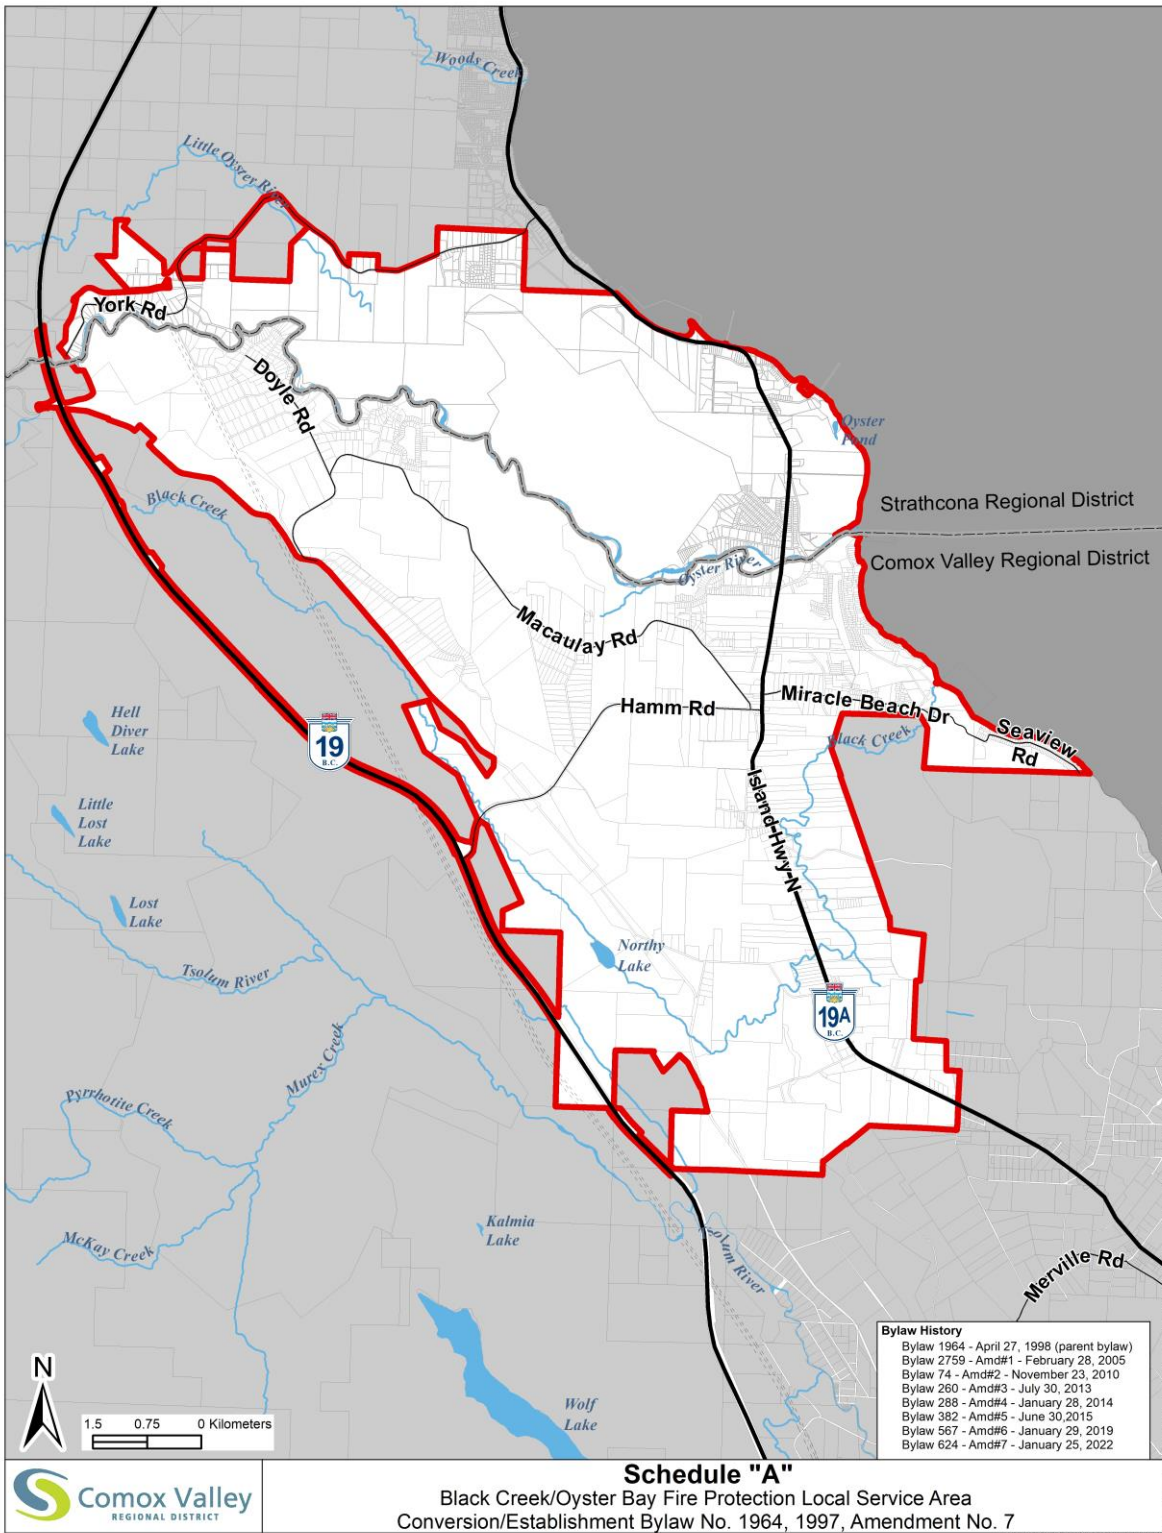 Woods Creek
Little Oyster River
York Rd
Doyle Rd
Oyster
Pond
Black Creek
Strathcona Regional District
Comox Valley Regional District
Oyster River
Macaulay Rd
Hamm Rd
Miracle Beach Dr
Seaview
Rd
Black Creek
Hell
Diver
Lake
19
B.C.
Little
Lost
Lake
Island Hwy N
Lost
Lake
Northy
Lake
Tsolum River
19A
B.C.
Murex Creek
Pyrrhotite Creek
Kalmia
Lake
McKay Creek
Tsolum River
Merville Rd
Wolf
Lake
N
1.5 0.75 0 Kilometers
Bylaw History
Bylaw 1964 - April 27, 1998 (parent bylaw)
Bylaw 2759 - Amd#1 - February 28, 2005
Bylaw 74 - Amd#2 - November 23, 2010
Bylaw 260 - Amd#3 - July 30, 2013
Bylaw 288 - Amd#4 - January 28, 2014
Bylaw 382 - Amd#5 - June 30,2015
Bylaw 567 - Amd#6 - January 29, 2019
Bylaw 624 - Amd#7 - January 25, 2022
Comox Valley
REGIONAL DISTRICT
Schedule "A"
Black Creek/Oyster Bay Fire Protection Local Service Area
Conversion/Establishment Bylaw No. 1964, 1997, Amendment No. 7